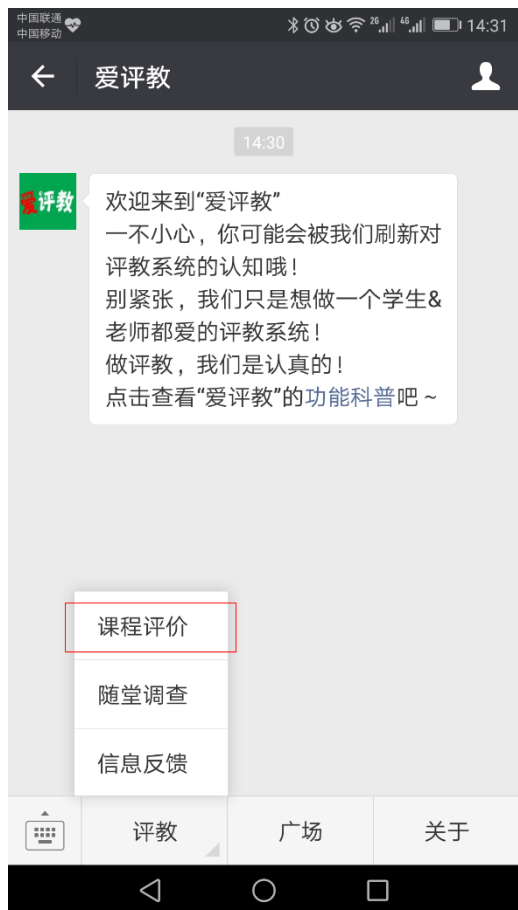 中国联通
中国移动
26 46 14:31
爱评教
14:30
爱评教
欢迎来到“爱评教”
一不小心，你可能会被我们刷新对
评教系统的认知哦！
别紧张，我们只是想做一个学生&
老师都爱的评教系统！
做评教，我们是认真的！
点击查看“爱评教”的功能科普吧～
课程评价
随堂调查
信息反馈
评教 广场 关于